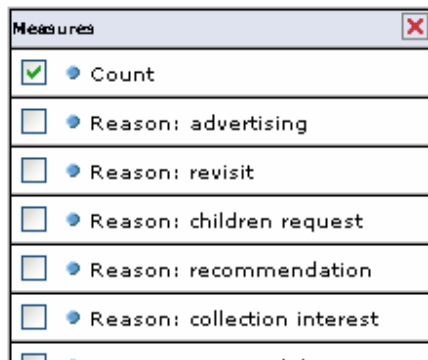 Measures
Count
Reason: advertising
Reason: revisit
Reason: children request
Reason: recommendation
Reason: collection interest